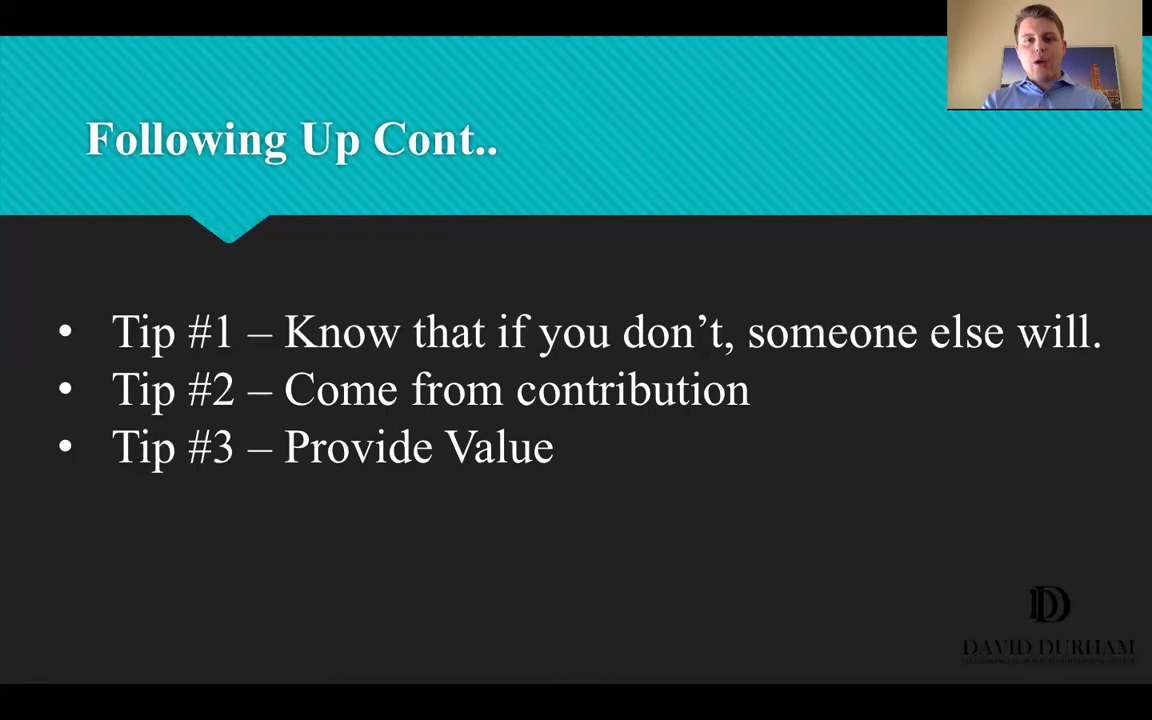 Following Up Cont..
• Tip #1 – Know that if you don’t, someone else will.
• Tip #2 – Come from contribution
• Tip #3 – Provide Value
DD
DAVID DURHAM